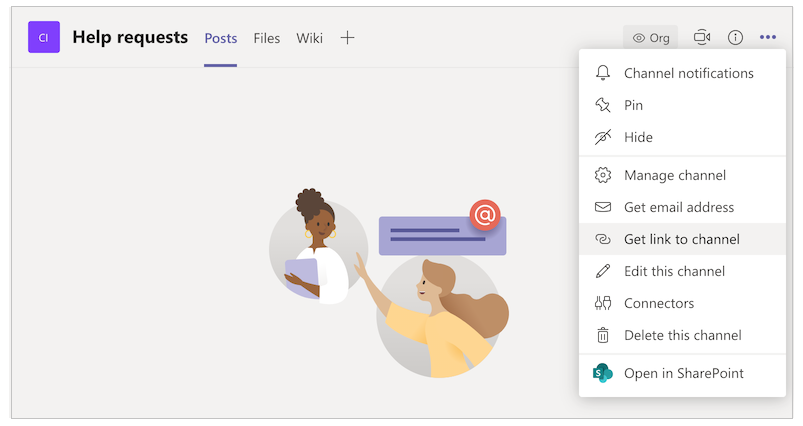 CI Help requests Posts Files Wiki Org
Channel notifications
Pin
Hide
Manage channel
Get email address
@
Get link to channel
Edit this channel
Connectors
Delete this channel
S Open in SharePoint